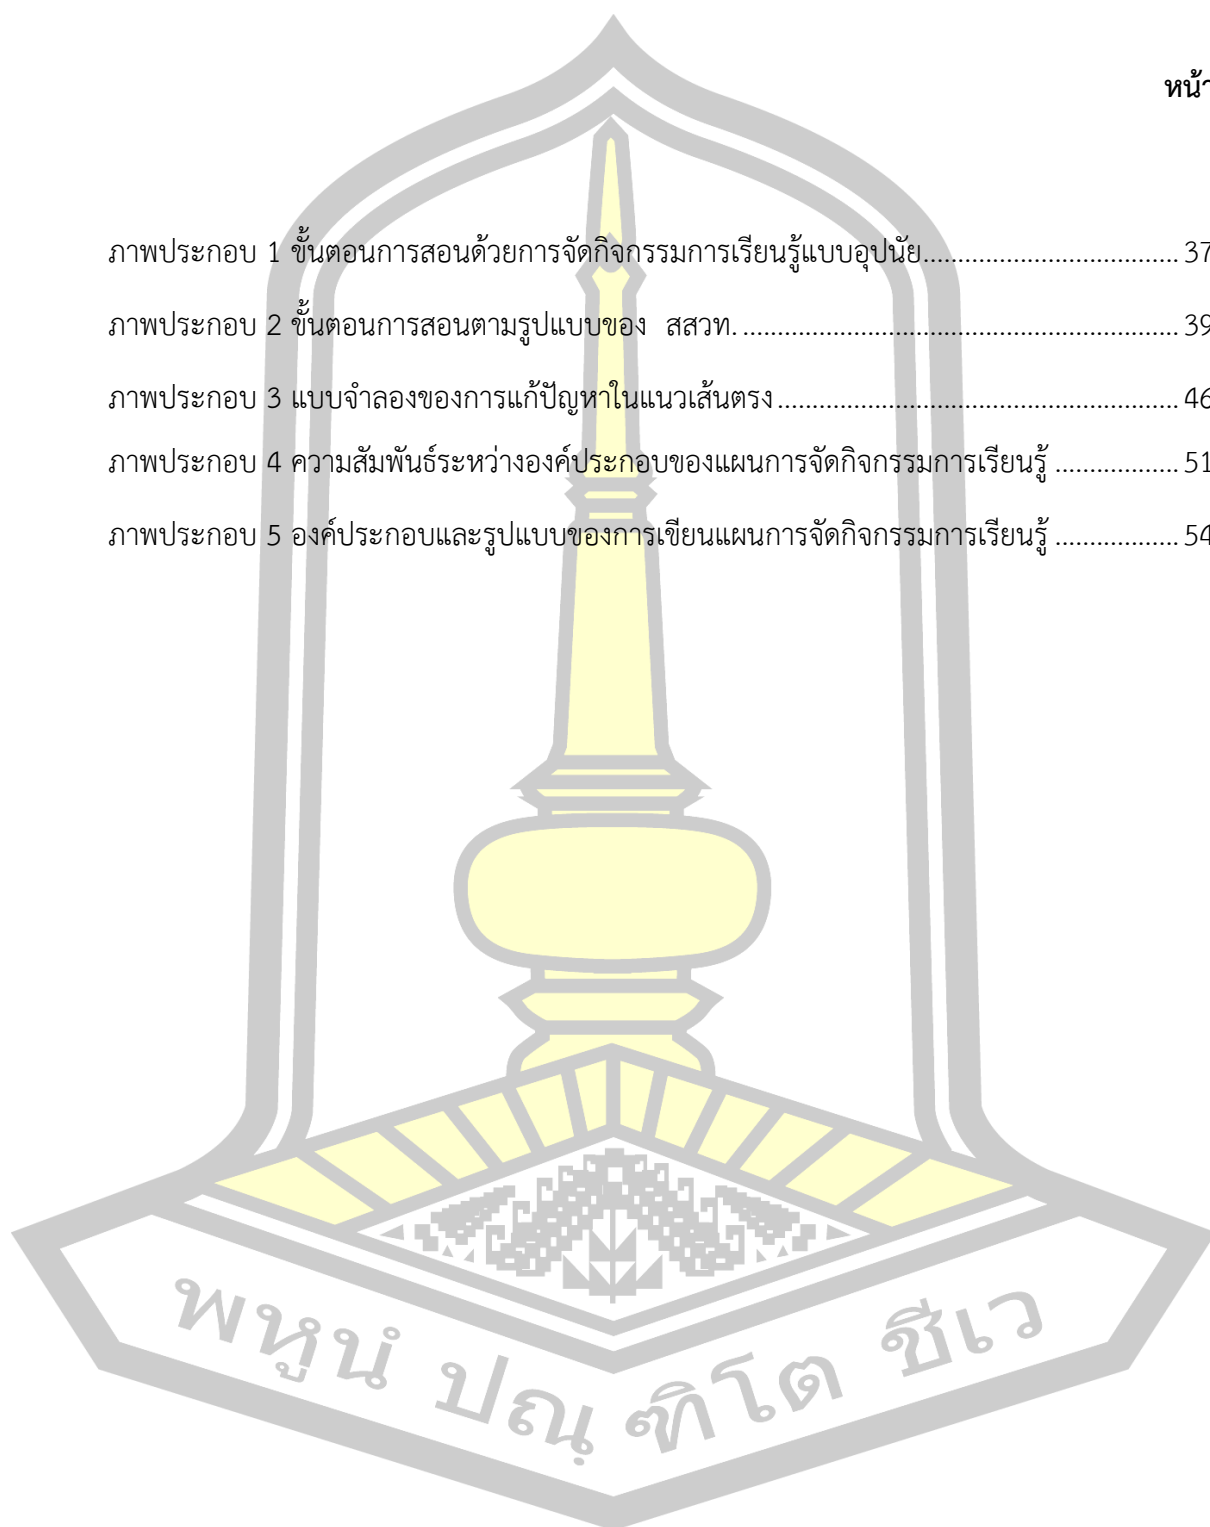 หน้า
ภาพประกอบ 1 ขั้นตอนการสอนด้วยการจัดกิจกรรมการเรียนรู้แบบอุปนัย.................................. 37
ภาพประกอบ 2 ขั้นตอนการสอนตามรูปแบบของ สสวท. ............................................................ 39
ภาพประกอบ 3 แบบจำลองของการแก้ปัญหาในแนวเส้นตรง ....................................................... 46
ภาพประกอบ 4 ความสัมพันธ์ระหว่างองค์ประกอบของแผนการจัดกิจกรรมการเรียนรู้ ................. 51
ภาพประกอบ 5 องค์ประกอบและรูปแบบของการเขียนแผนการจัดกิจกรรมการเรียนรู้ ................. 54
พหูนํ ปณฺฑิโต ชีเว